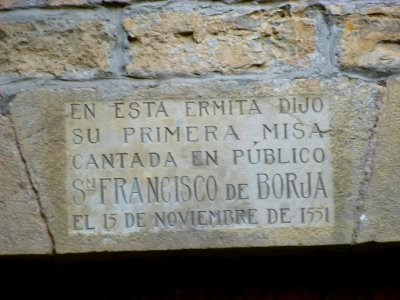 EN ESTA ERMITA DIJO
SU PRIMERA MISA
CANTADA EN PÚBLICO
SN FRANCISCO DE BORJA
EL 15 DE NOVIEMBRE DE 1551